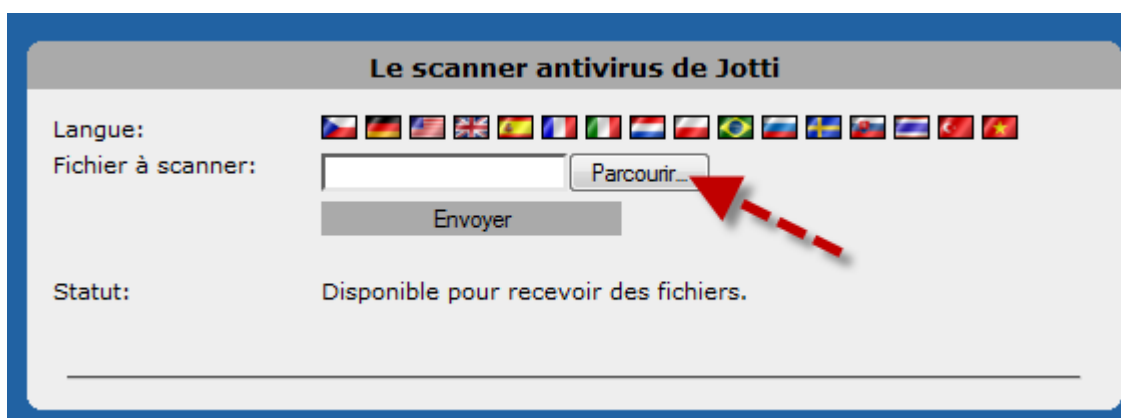 Le scanner antivirus de Jotti
Langue:
Fichier à scanner:
Parcourir...
Envoyer
Statut: Disponible pour recevoir des fichiers.